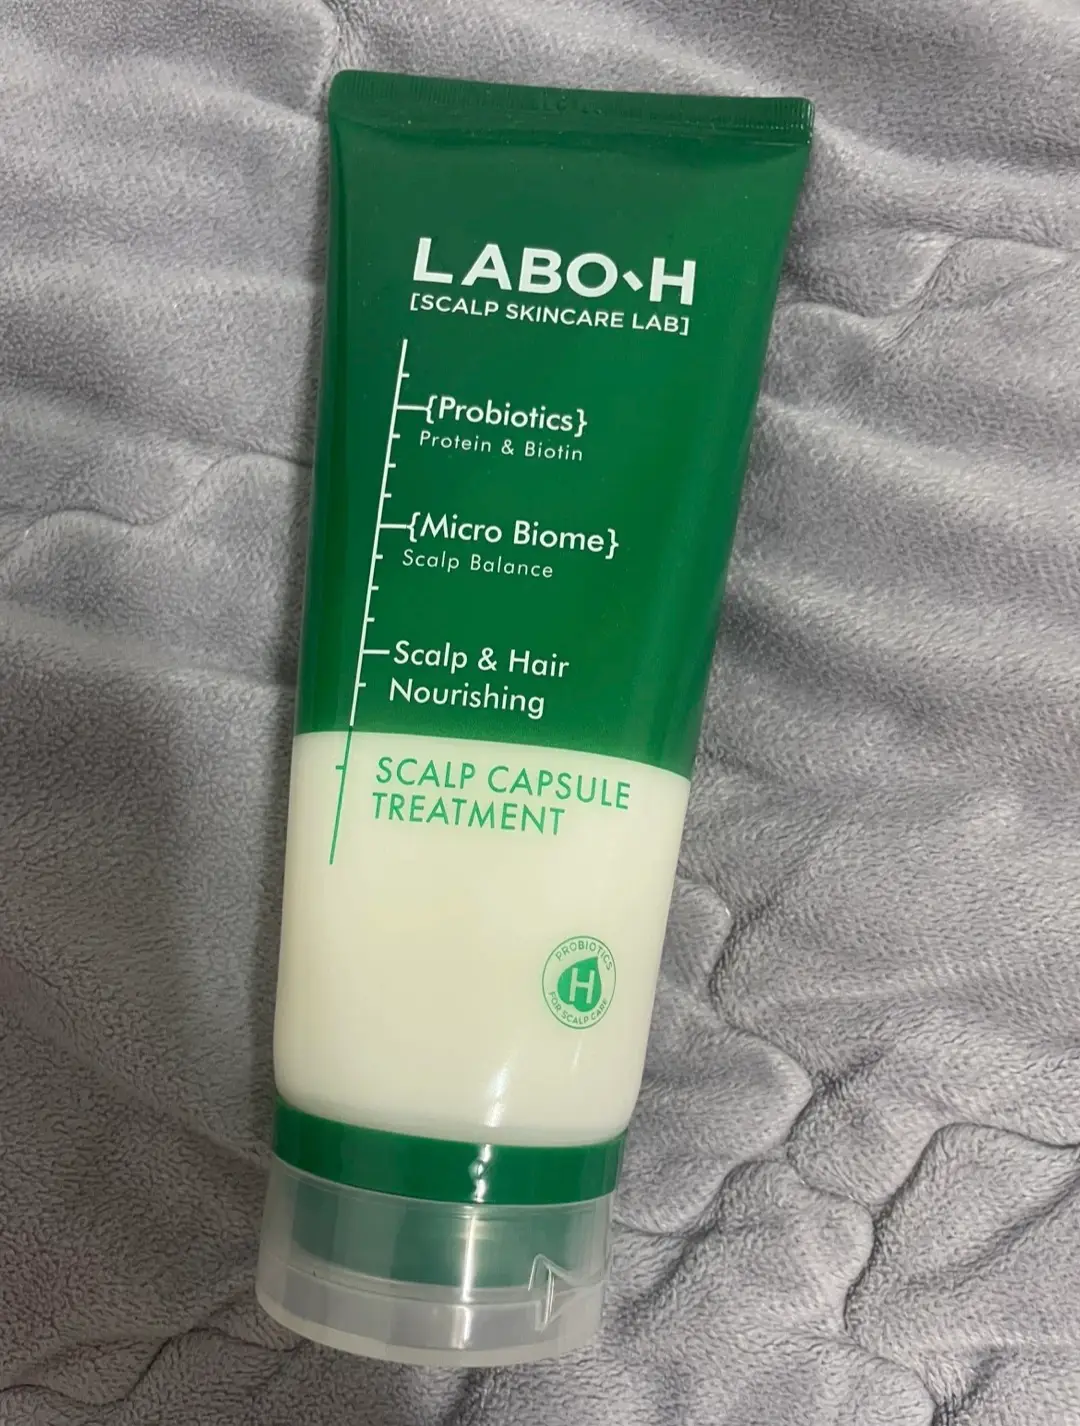 LABO-H
[SCALP SKINCARE LAB]
{Probiotics}
Protein & Biotin
{Micro Biome}
Scalp Balance
Scalp & Hair
Nourishing
SCALP CAPSULE
TREATMENT
PROBIOTICS
H
FOR SCALP CARE